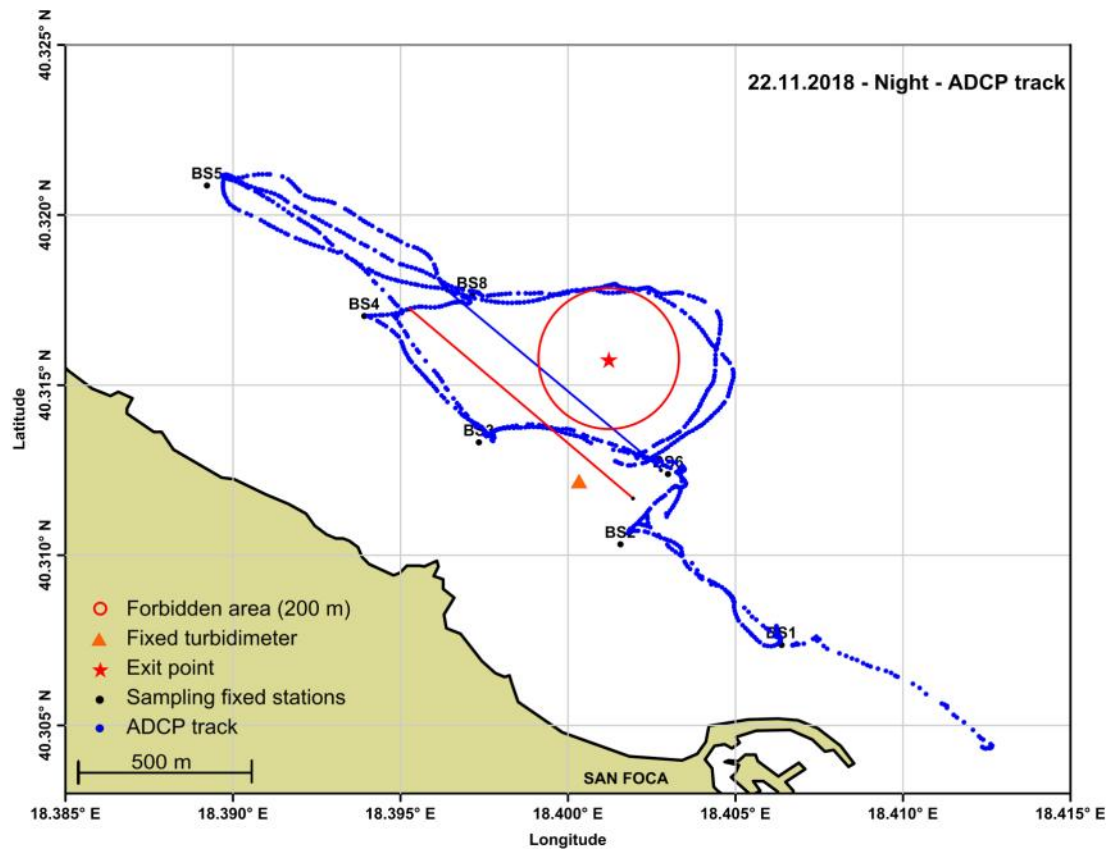 22.11.2018 - Night - ADCP track
40.325° N
40.320° N
40.315° N
40.310° N
40.305° N
Latitude
BS5
BS8
BS4
BS3
BS6
BS2
BS1
Forbidden area (200 m)
Fixed turbidimeter
Exit point
Sampling fixed stations
ADCP track
500 m
SAN FOCA
18.385° E
18.390° E
18.395° E
18.400° E
18.405° E
18.410° E
18.415° E
Longitude